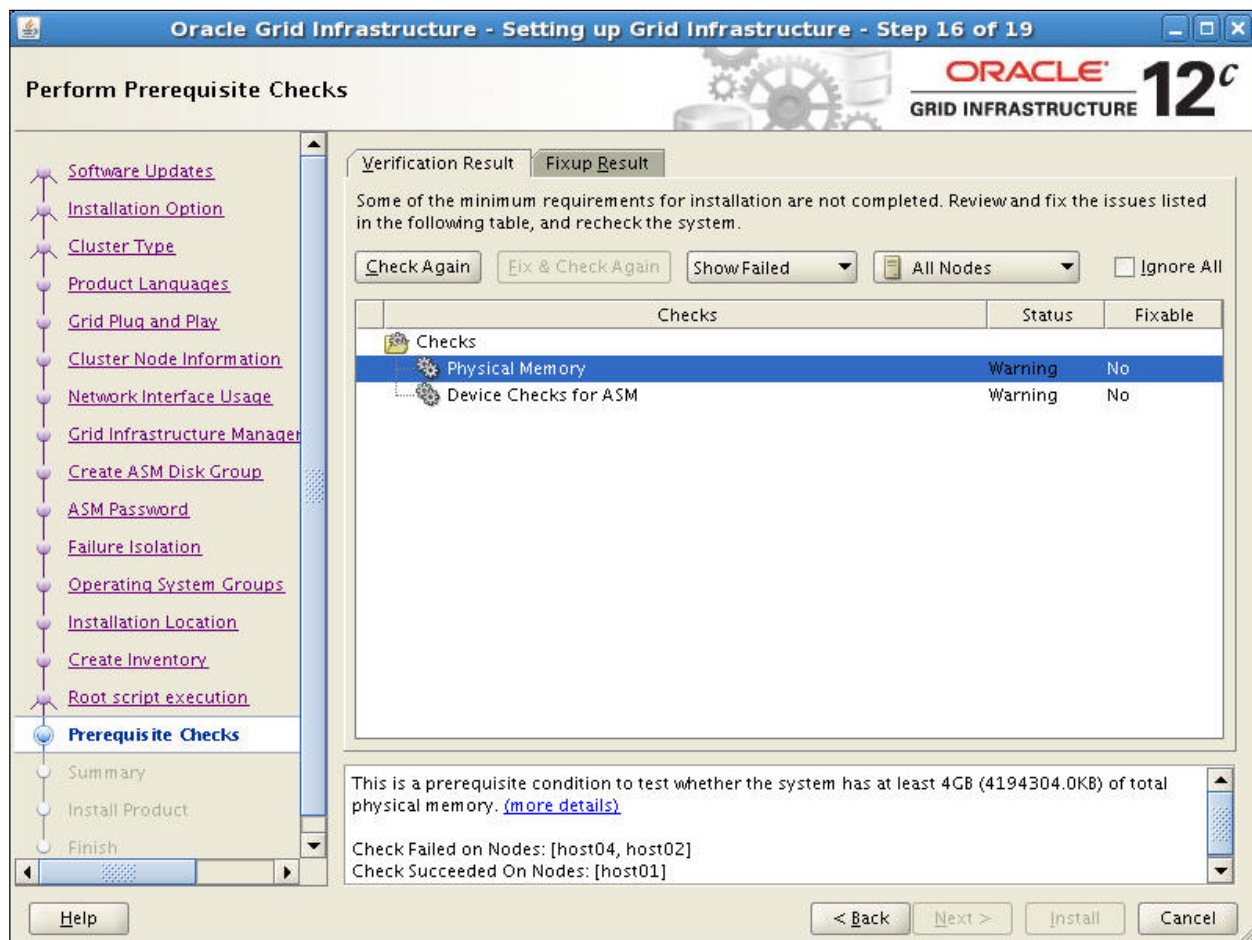 Oracle Grid Infrastructure - Setting up Grid Infrastructure - Step 16 of 19
Perform Prerequisite Checks
ORACLE
GRID INFRASTRUCTURE
12c
Software Updates
Installation Option
Cluster Type
Product Languages
Grid Plug and Play
Cluster Node Information
Network Interface Usage
Grid Infrastructure Manager
Create ASM Disk Group
ASM Password
Failure Isolation
Operating System Groups
Installation Location
Create Inventory
Root script execution
Prerequisite Checks
Summary
Install Product
Finish
Verification Result Fixup Result
Some of the minimum requirements for installation are not completed. Review and fix the issues listed
in the following table, and recheck the system.
Check Again Fix & Check Again Show Failed All Nodes Ignore All
Checks Status Fixable
Checks
Physical Memory Warning No
Device Checks for ASM Warning No
This is a prerequisite condition to test whether the system has at least 4GB (4194304.0KB) of total
physical memory. (more details)
Check Failed on Nodes: [host04, host02]
Check Succeeded On Nodes: [host01]
Help < Back Next > Install Cancel